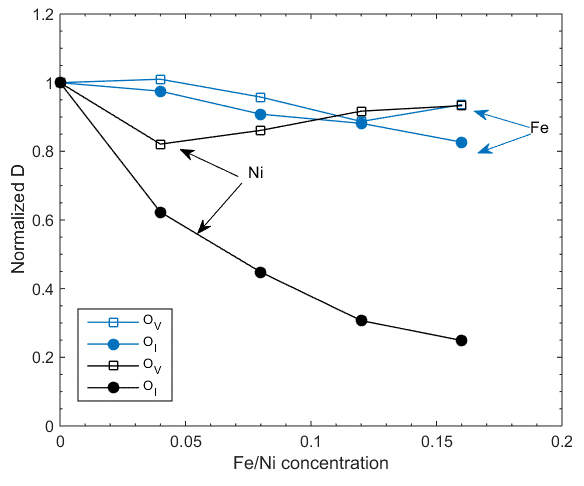 1.2
1
0.8
0.6
0.4
0.2
0
Normalized D
Fe
Ni
O_V
O_I
O_V
O_I
0 0.05 0.1 0.15 0.2
Fe/Ni concentration